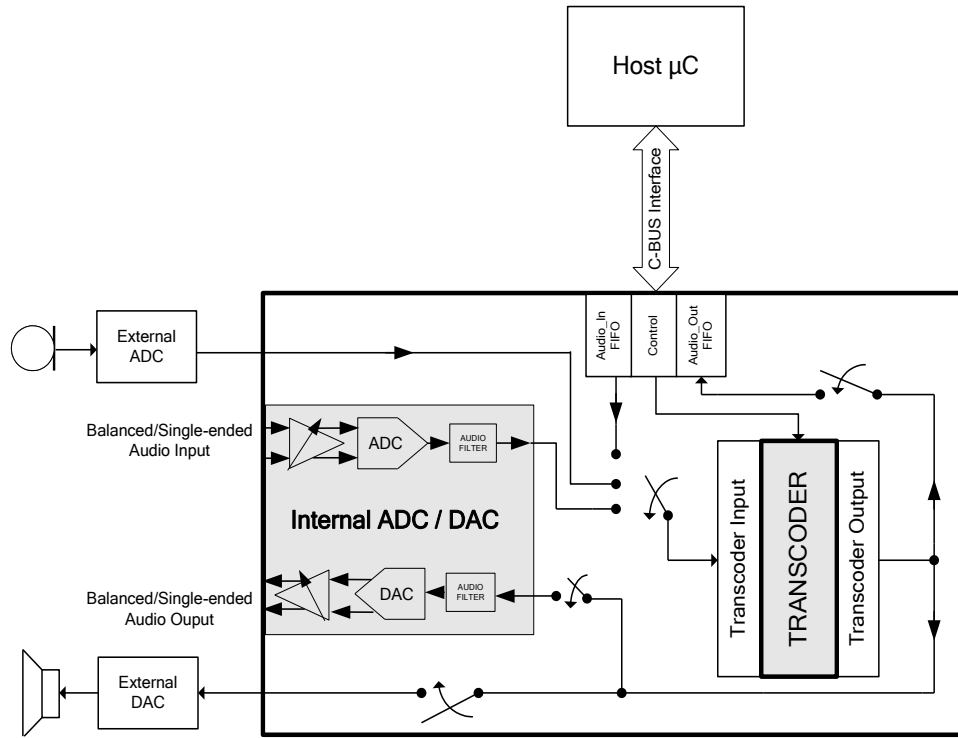 Host µC
C-BUS Interface
Audio_In
FIFO
Control
Audio_Out
FIFO
External
ADC
Balanced/Single-ended
Audio Input
ADC
AUDIO
FILTER
Internal ADC / DAC
Transcoder Input
TRANSCODER
Transcoder Output
DAC
AUDIO
FILTER
Balanced/Single-ended
Audio Ouput
External
DAC